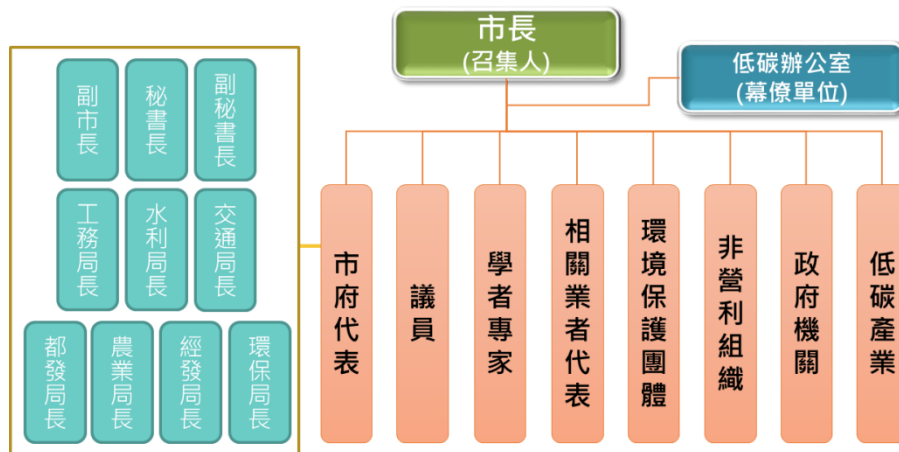 市長
(召集人)
低碳辦公室
(幕僚單位)
副市長
秘書長
副秘書長
工務局長
水利局長
交通局長
都發局長
農業局長
經發局長
環保局長
市府代表
議員
學者專家
相關業者代表
環境保護團體
非營利組織
政府機關
低碳產業